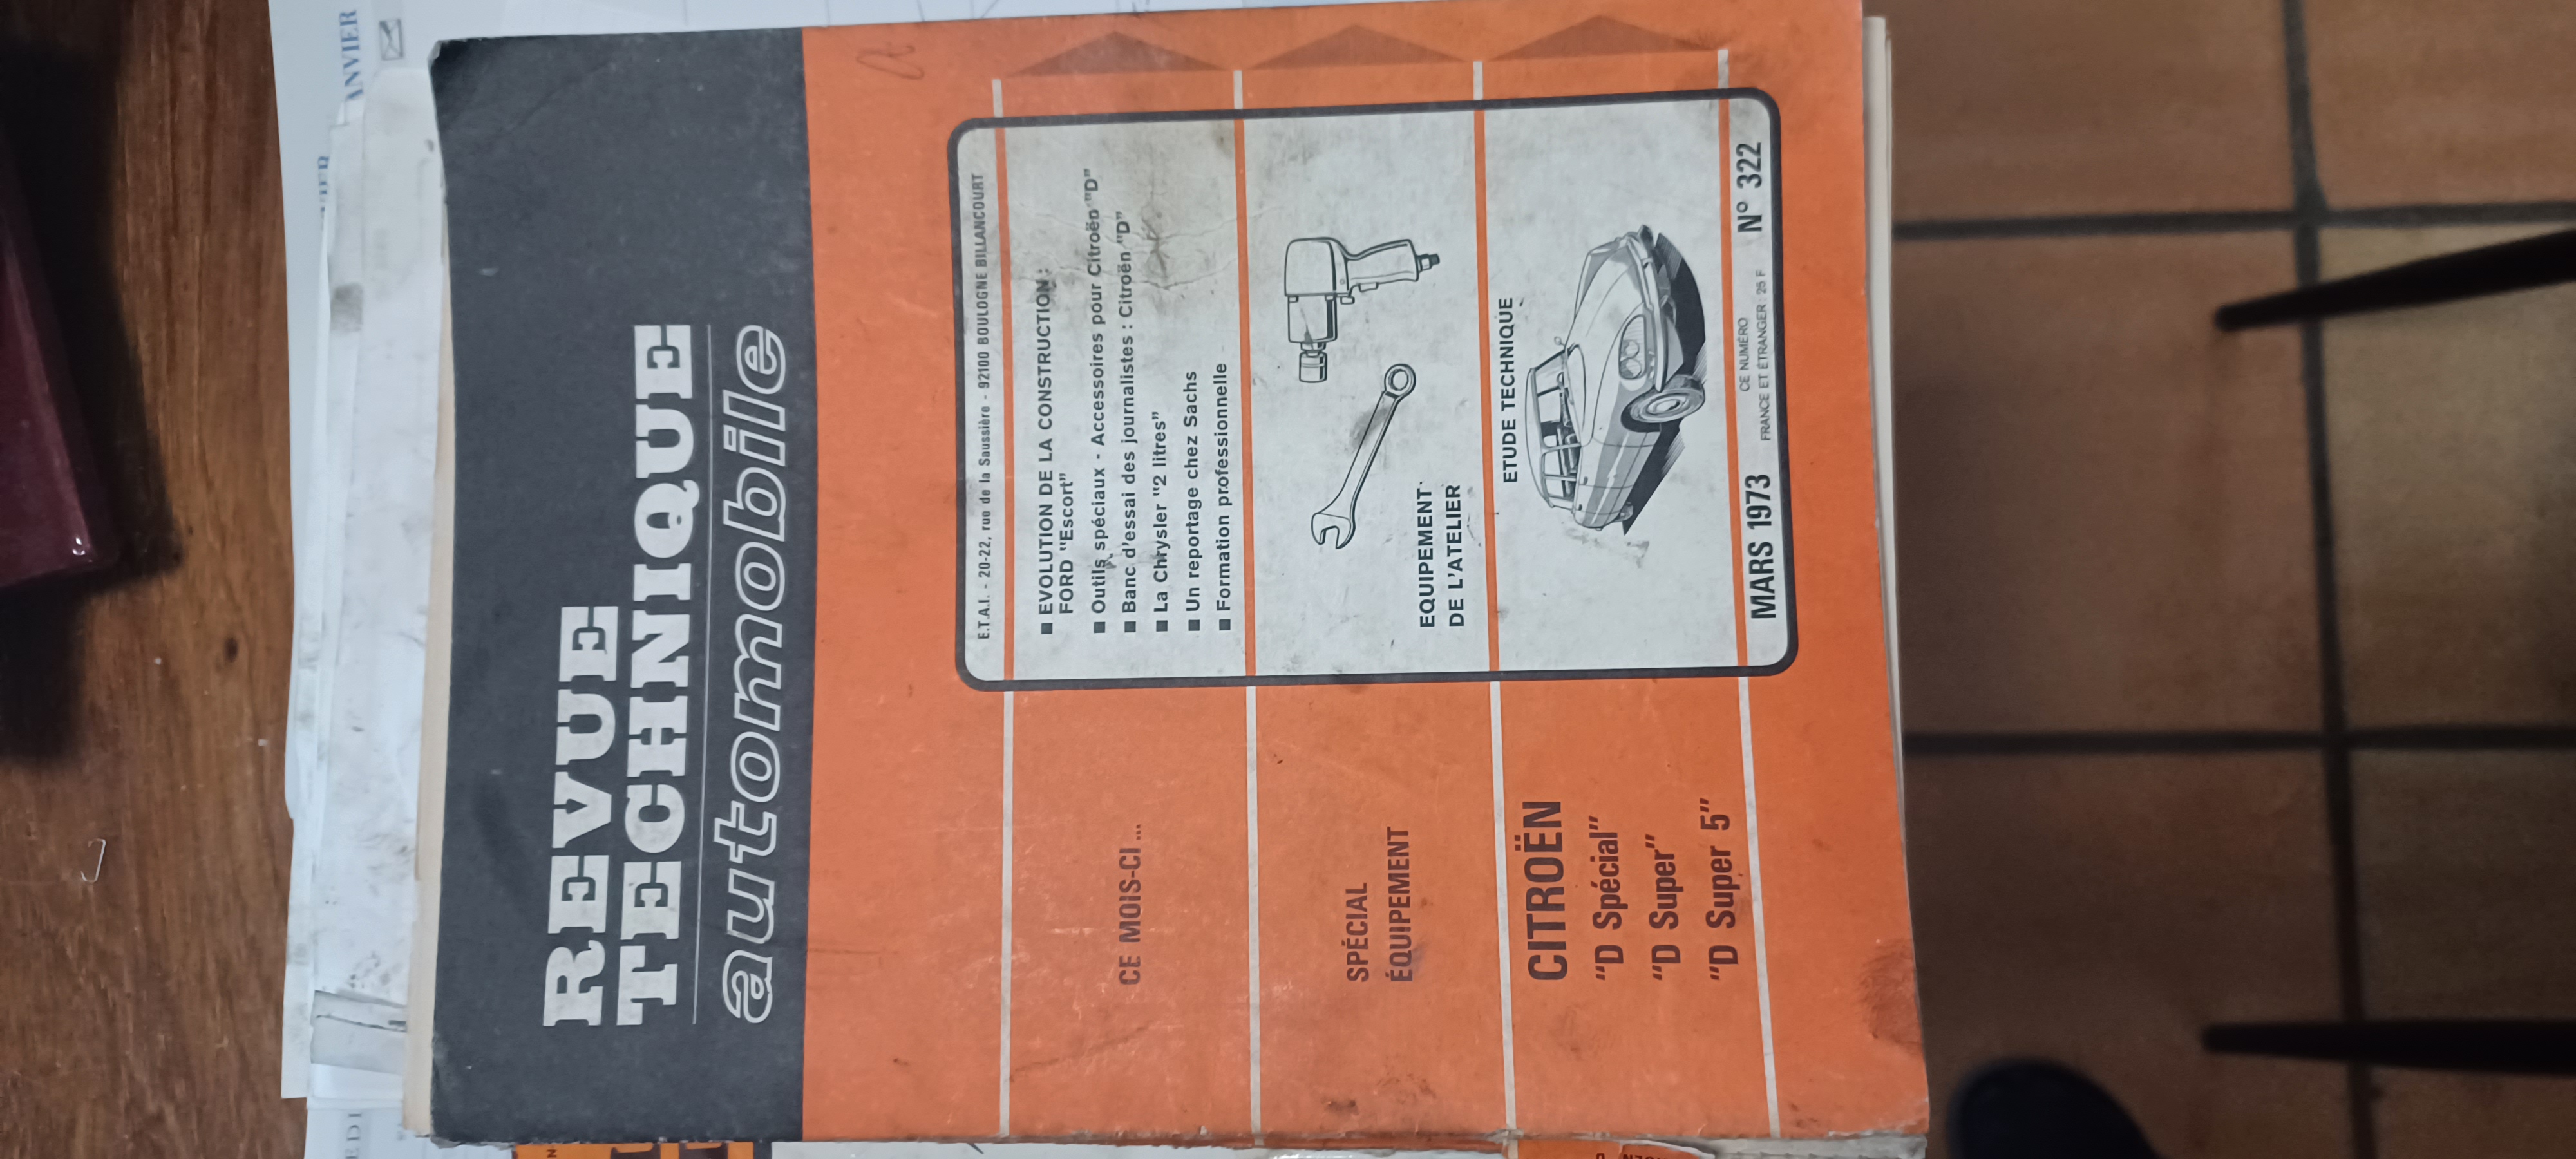 REVUE
TECHNIQUE
automobile
E.T.A.I. - 20-22, rue de la Saussière - 92100 BOULOGNE BILLANCOURT
CE MOIS-CI...
■ EVOLUTION DE LA CONSTRUCTION :
FORD "Escort"
■ Outils spéciaux - Accessoires pour Citroën "D"
■ Banc d'essai des journalistes : Citroën "D"
■ La Chrysler "2 litres"
■ Un reportage chez Sachs
■ Formation professionnelle
SPÉCIAL
ÉQUIPEMENT
EQUIPEMENT
DE L'ATELIER
CITROËN
"D Spécial"
"D Super"
"D Super 5"
ETUDE TECHNIQUE
MARS 1973
CE NUMÉRO
FRANCE ET ÉTRANGER : 25 F
N° 322
ANVIER